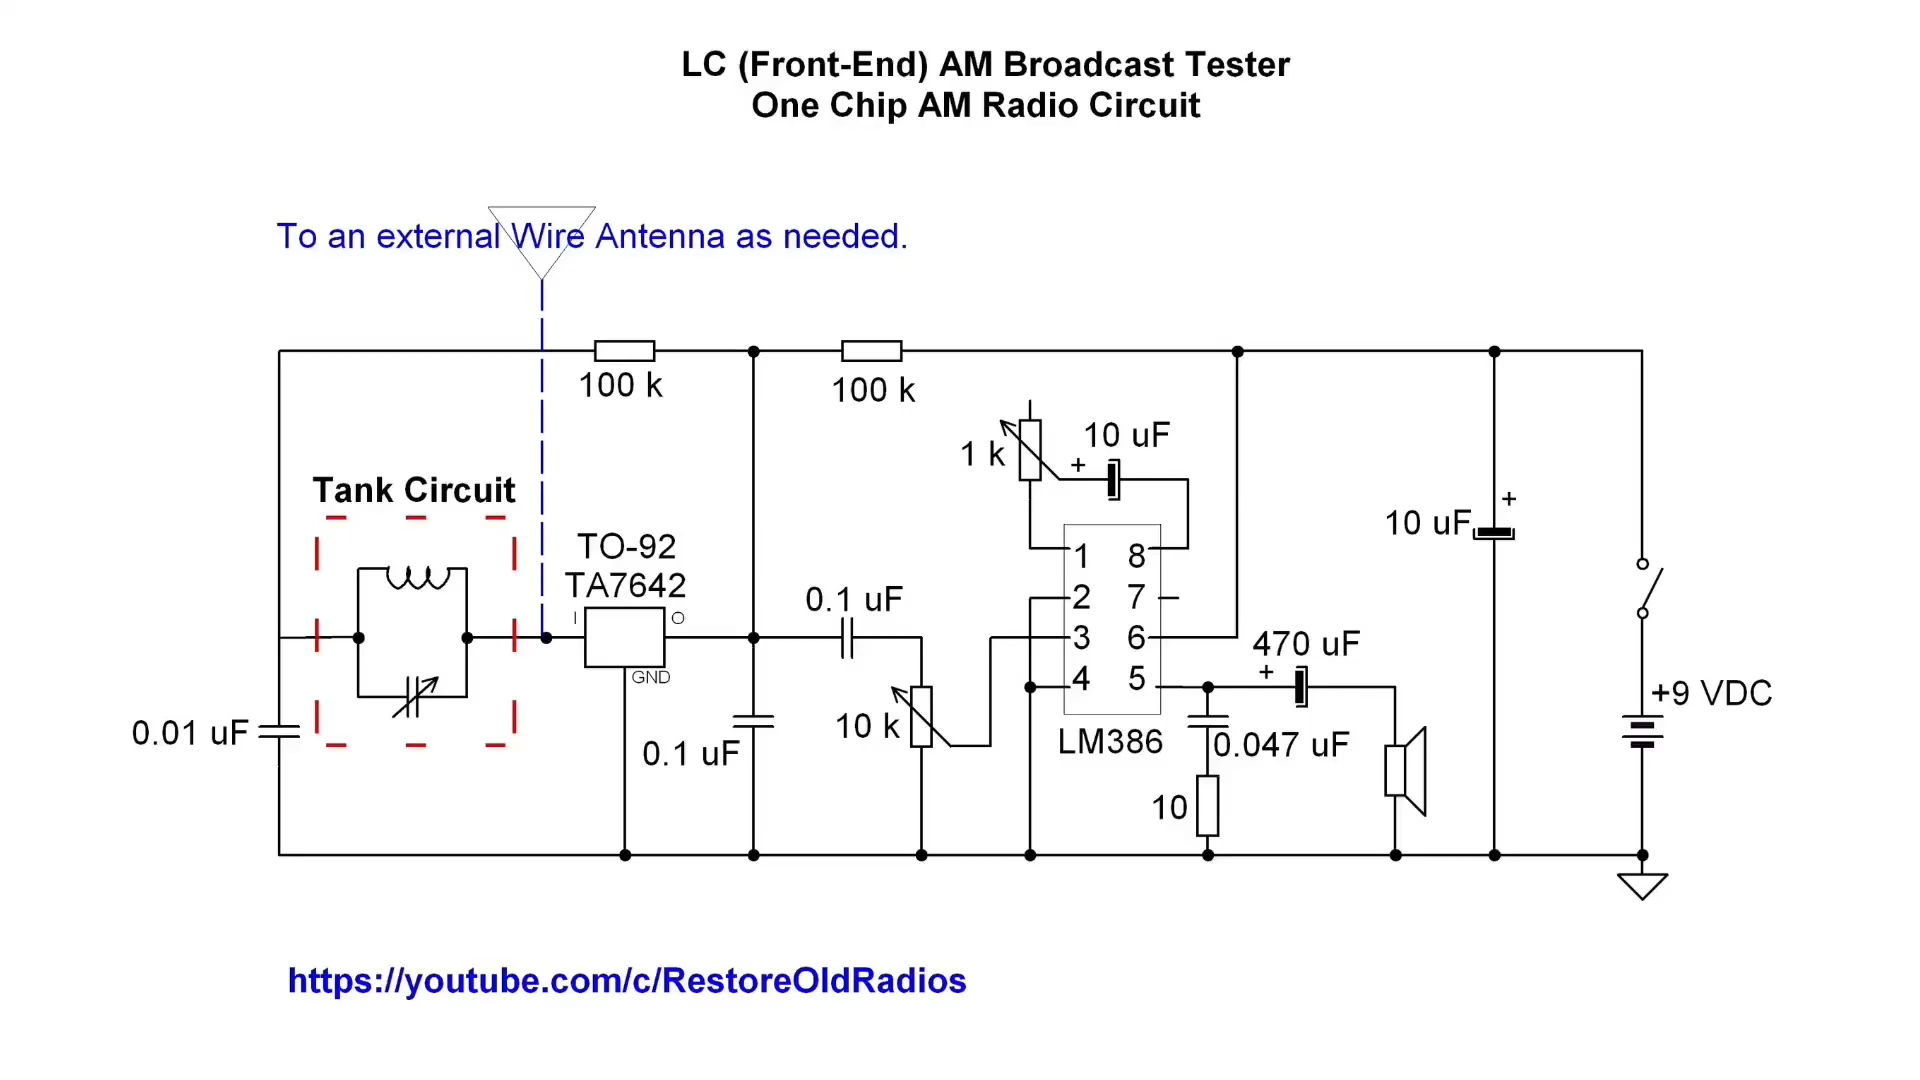 LC (Front-End) AM Broadcast Tester
One Chip AM Radio Circuit
To an external Wire Antenna as needed.
100 k
100 k
1 k
10 uF
+
Tank Circuit
10 uF
+
TO-92
TA7642
I
O
GND
0.1 uF
1
8
2
7
3
6
4
5
LM386
470 uF
+
+9 VDC
0.01 uF
0.1 uF
10 k
0.047 uF
10
https://youtube.com/c/RestoreOldRadios